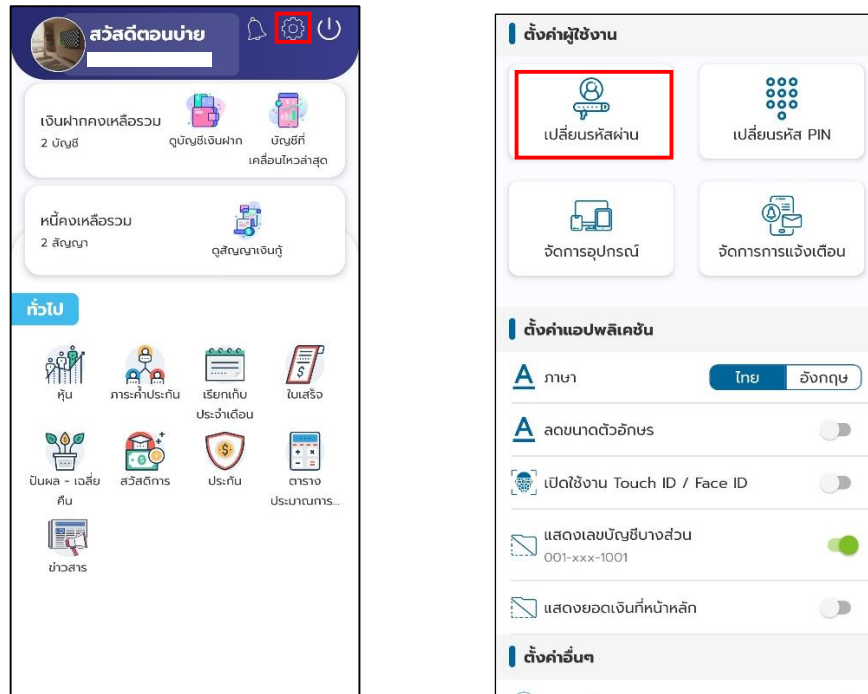 สวัสดีตอนบ่าย
เงินฝากคงเหลือรวม
2 บัญชี
ดูบัญชีเงินฝาก
บัญชีที่
เคลื่อนไหวล่าสุด
หนี้คงเหลือรวม
2 สัญญา
ดูสัญญาเงินกู้
ทั่วไป
หุ้น
ภาระค้ำประกัน
เรียกเก็บ
ประจำเดือน
ใบเสร็จ
ปันผล - เฉลี่ย
คืน
สวัสดิการ
ประกัน
ตาราง
ประมาณการ...
ข่าวสาร
ตั้งค่าผู้ใช้งาน
เปลี่ยนรหัสผ่าน
เปลี่ยนรหัส PIN
จัดการอุปกรณ์
จัดการการแจ้งเตือน
ตั้งค่าแอปพลิเคชัน
ภาษา
ไทย
อังกฤษ
ลดขนาดตัวอักษร
เปิดใช้งาน Touch ID / Face ID
แสดงเลขบัญชีบางส่วน
001-xxx-1001
แสดงยอดเงินที่หน้าหลัก
ตั้งค่าอื่นๆ